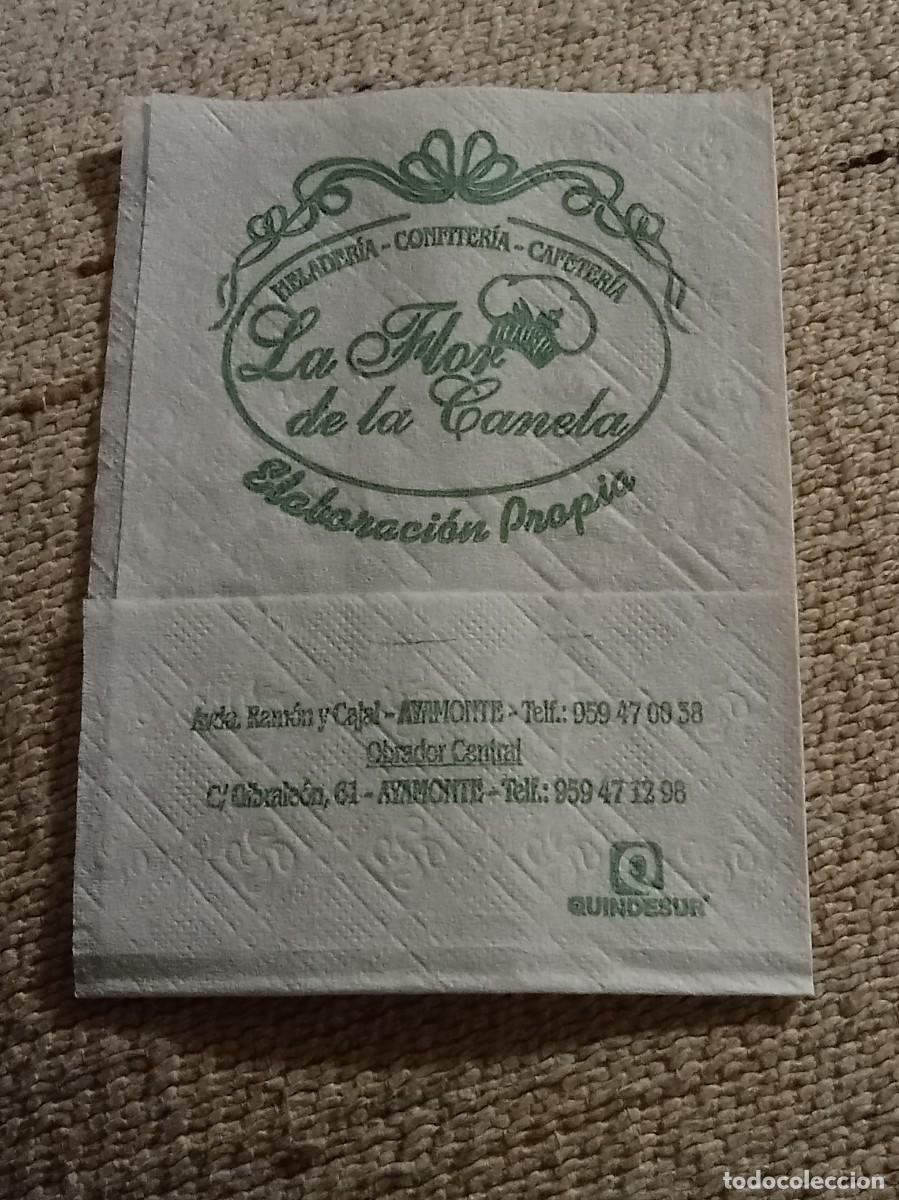 HELADERÍA - CONFITERÍA - CAFETERÍA
La Flor
de la Canela
Elaboración Propia
Avda. Ramón y Cajal - AYAMONTE - Telf.: 959 47 08 38
Obrador Central
C/ Gibraleón, 61 - AYAMONTE - Telf.: 959 47 12 98
QUINDESUR
todocoleccion